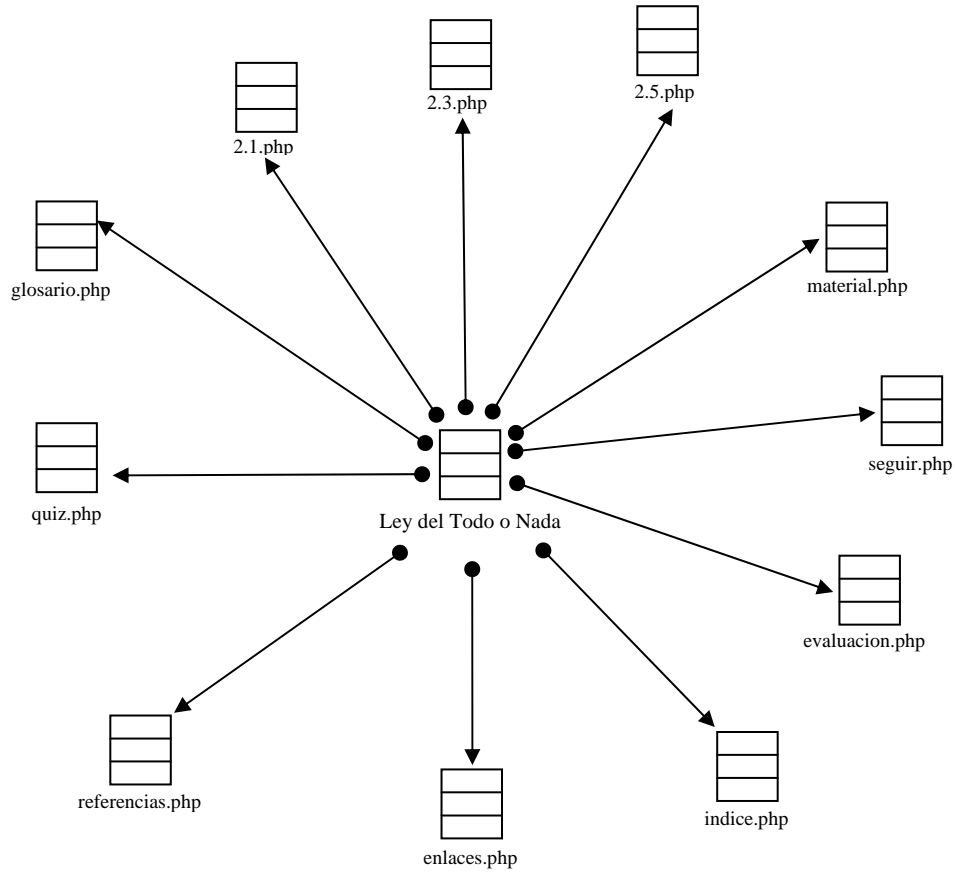 2.3.php
2.5.php
2.1.php
glosario.php
material.php
seguir.php
quiz.php
Ley del Todo o Nada
evaluacion.php
referencias.php
indice.php
enlaces.php